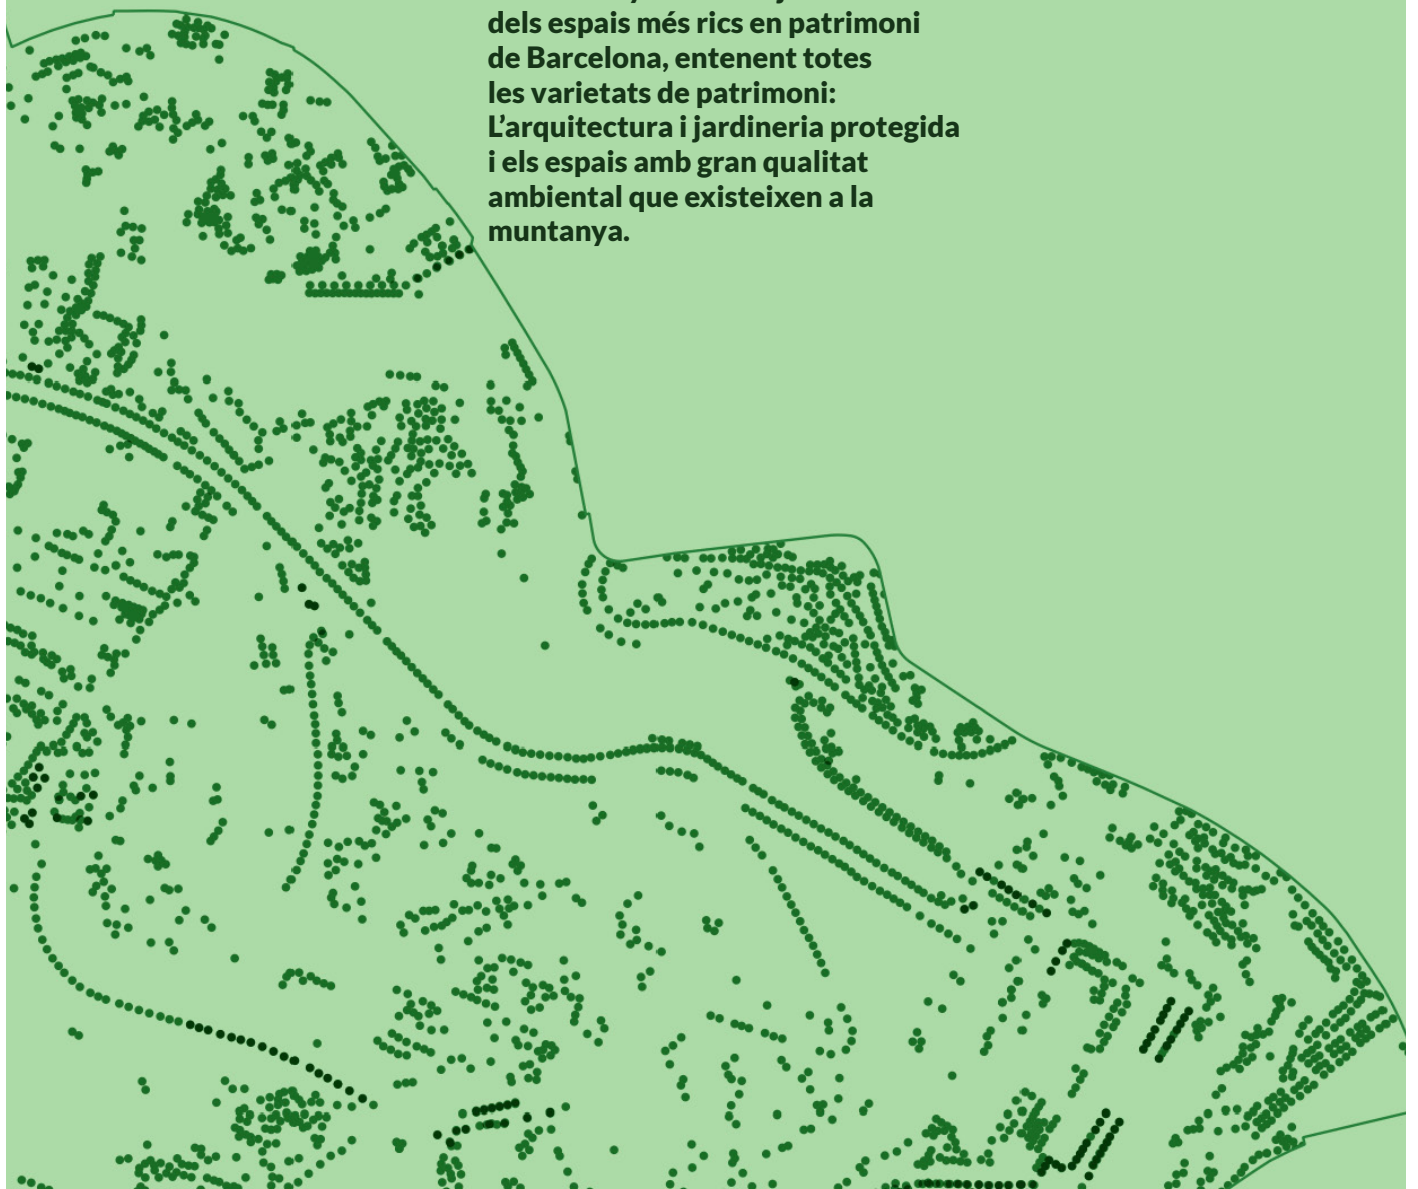 dels espais més rics en patrimoni
de Barcelona, entenent totes
les varietats de patrimoni:
L’arquitectura i jardineria protegida
i els espais amb gran qualitat
ambiental que existeixen a la
muntanya.